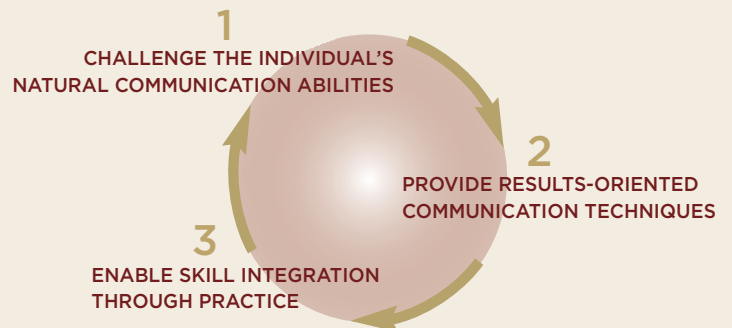 1
CHALLENGE THE INDIVIDUAL’S
NATURAL COMMUNICATION ABILITIES
2
PROVIDE RESULTS-ORIENTED
COMMUNICATION TECHNIQUES
3
ENABLE SKILL INTEGRATION
THROUGH PRACTICE